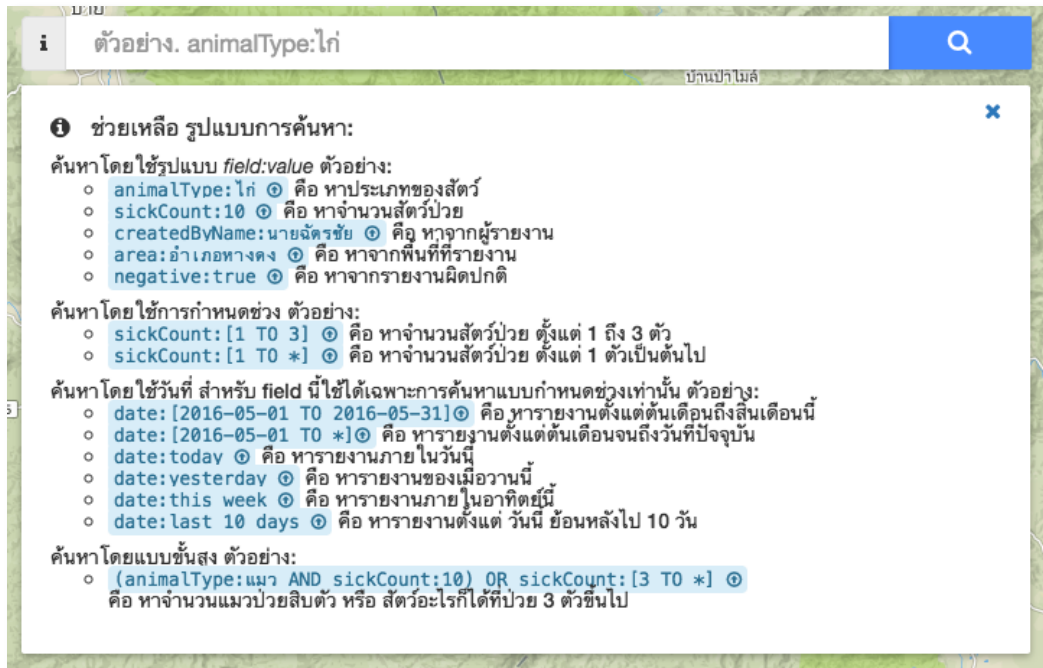 ปาย
i ตัวอย่าง. animalType:ไก่
บ้านป่าไมล์
ช่วยเหลือ รูปแบบการค้นหา:
ค้นหาโดยใช้รูปแบบ field:value ตัวอย่าง:
animalType:ไก่ คือ หาประเภทของสัตว์
sickCount:10 คือ หาจำนวนสัตว์ป่วย
createdByName:นายฉัตรชัย คือ หาจากผู้รายงาน
area:อำเภอหางดง คือ หาจากพื้นที่ที่รายงาน
negative:true คือ หาจากรายงานผิดปกติ
ค้นหาโดยใช้การกำหนดช่วง ตัวอย่าง:
sickCount:[1 TO 3] คือ หาจำนวนสัตว์ป่วย ตั้งแต่ 1 ถึง 3 ตัว
sickCount:[1 TO *] คือ หาจำนวนสัตว์ป่วย ตั้งแต่ 1 ตัวเป็นต้นไป
ค้นหาโดยใช้วันที่ สำหรับ field นี้ใช้ได้เฉพาะการค้นหาแบบกำหนดช่วงเท่านั้น ตัวอย่าง:
date:[2016-05-01 TO 2016-05-31] คือ หารายงานตั้งแต่ต้นเดือนถึงสิ้นเดือนนี้
date:[2016-05-01 TO *] คือ หารายงานตั้งแต่ต้นเดือนจนถึงวันที่ปัจจุบัน
date:today คือ หารายงานภายในวันนี้
date:yesterday คือ หารายงานของเมื่อวานนี้
date:this week คือ หารายงานภายในอาทิตย์นี้
date:last 10 days คือ หารายงานตั้งแต่ วันนี้ ย้อนหลังไป 10 วัน
ค้นหาโดยแบบขั้นสูง ตัวอย่าง:
(animalType:แมว AND sickCount:10) OR sickCount:[3 TO *]
คือ หาจำนวนแมวป่วยสิบตัว หรือ สัตว์อะไรก็ได้ที่ป่วย 3 ตัวขึ้นไป